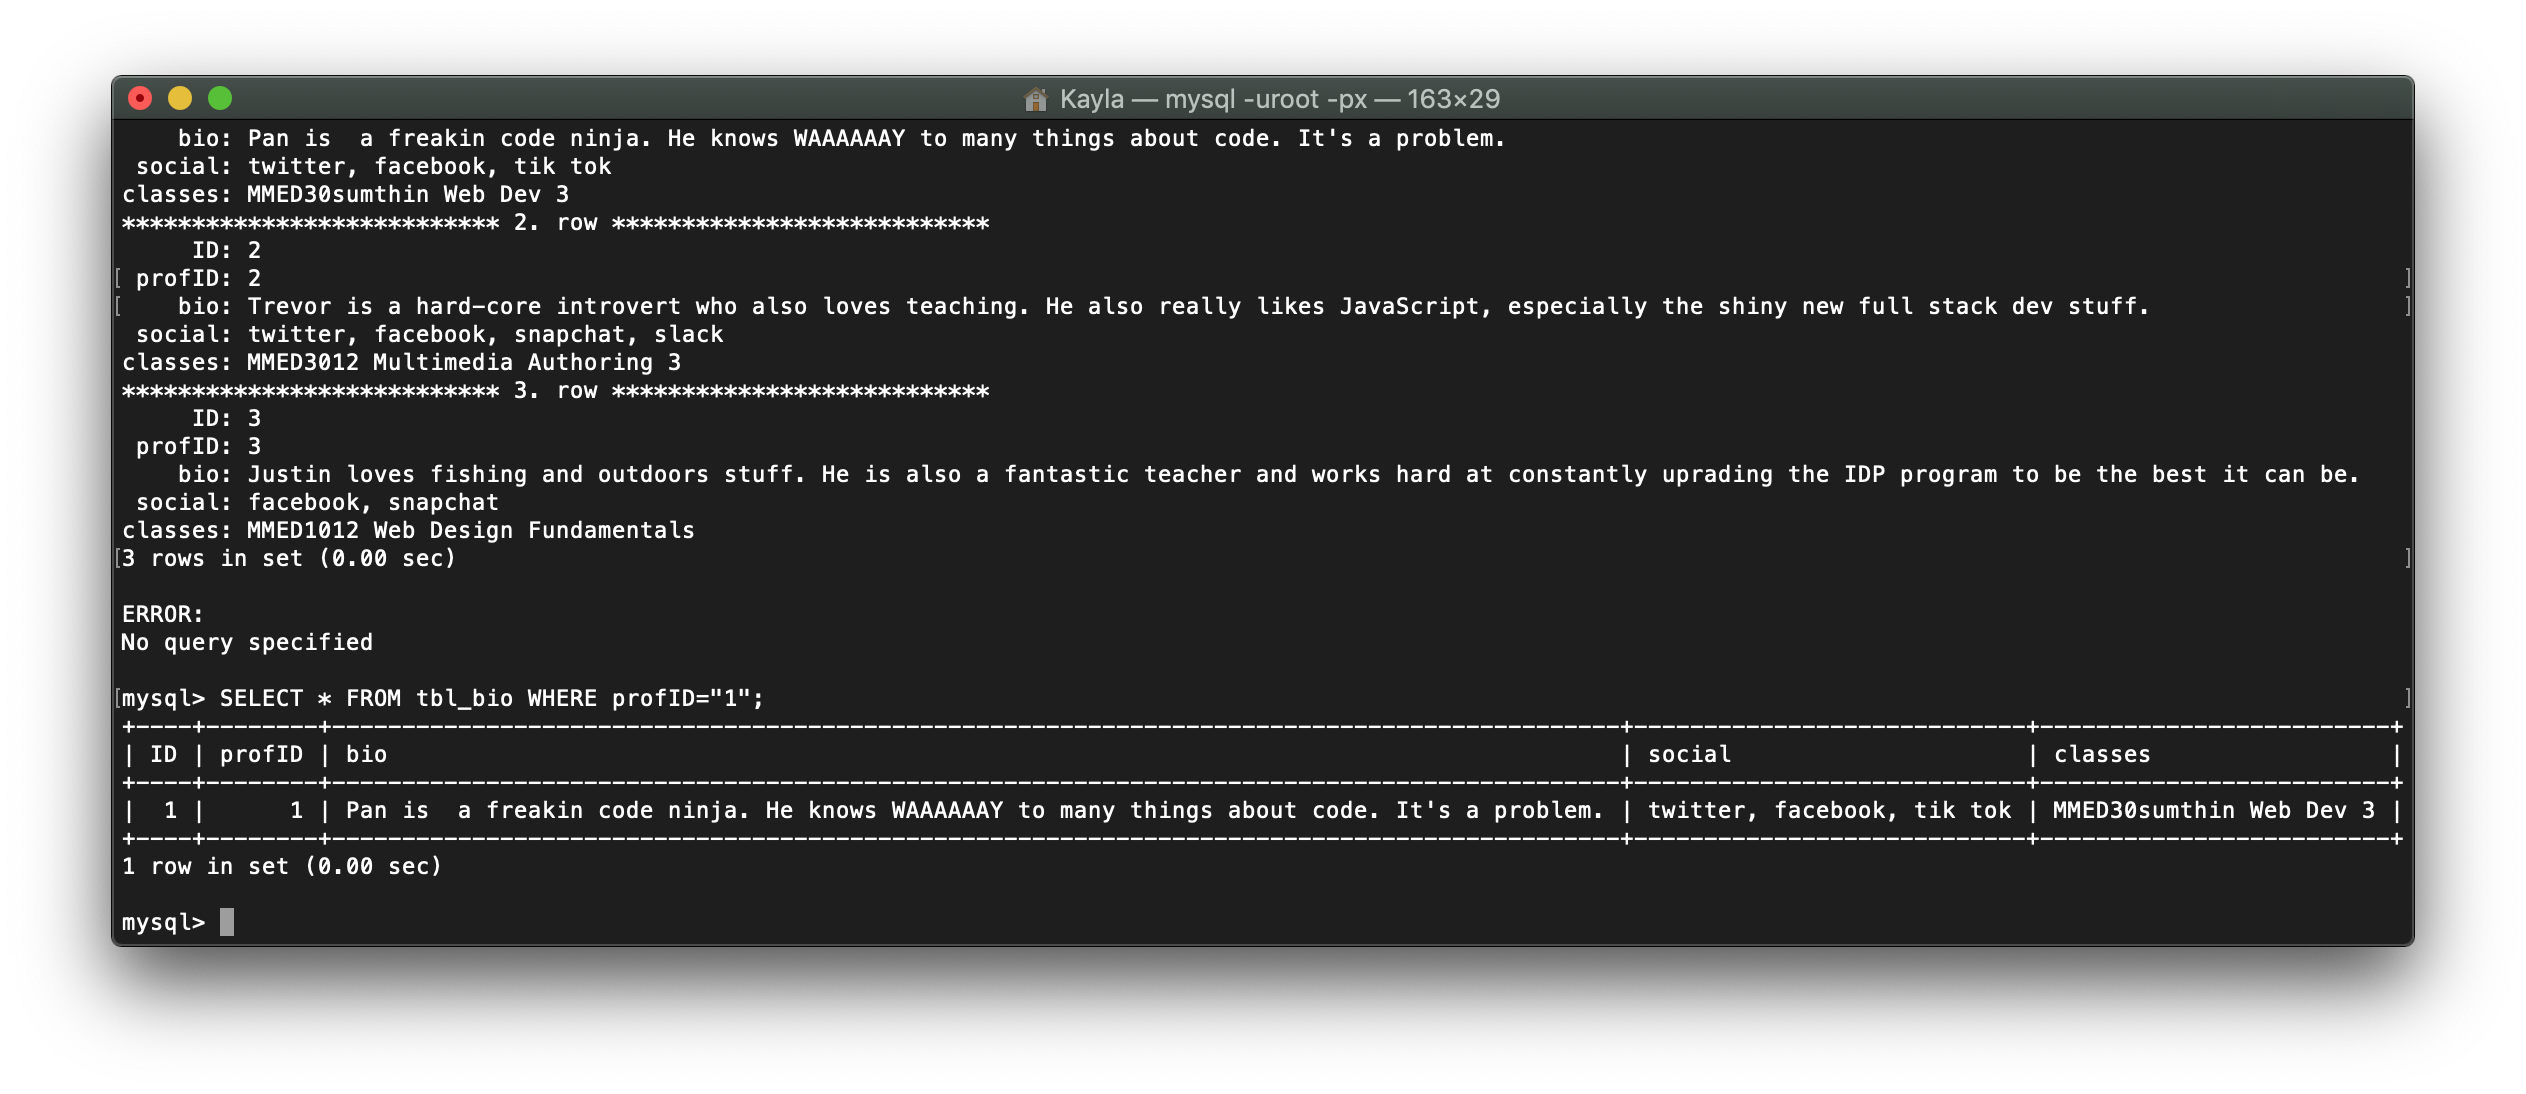 Kayla — mysql -uroot -px — 163×29
    bio: Pan is  a freakin code ninja. He knows WAAAAAAY to many things about code. It's a problem.
 social: twitter, facebook, tik tok
classes: MMED30sumthin Web Dev 3
*************************** 2. row ***************************
     ID: 2
[ profID: 2 ]
[    bio: Trevor is a hard-core introvert who also loves teaching. He also really likes JavaScript, especially the shiny new full stack dev stuff. ]
 social: twitter, facebook, snapchat, slack
classes: MMED3012 Multimedia Authoring 3
*************************** 3. row ***************************
     ID: 3
 profID: 3
    bio: Justin loves fishing and outdoors stuff. He is also a fantastic teacher and works hard at constantly uprading the IDP program to be the best it can be.
 social: facebook, snapchat
classes: MMED1012 Web Design Fundamentals
[3 rows in set (0.00 sec) ]

ERROR:
No query specified

[mysql> SELECT * FROM tbl_bio WHERE profID="1"; ]
+----+--------+--------------------------------------------------------------------------------------------+----------------------------+-------------------------+
| ID | profID | bio                                                                                        | social                     | classes                 |
+----+--------+--------------------------------------------------------------------------------------------+----------------------------+-------------------------+
|  1 |      1 | Pan is  a freakin code ninja. He knows WAAAAAAY to many things about code. It's a problem. | twitter, facebook, tik tok | MMED30sumthin Web Dev 3 |
+----+--------+--------------------------------------------------------------------------------------------+----------------------------+-------------------------+
1 row in set (0.00 sec)

mysql>